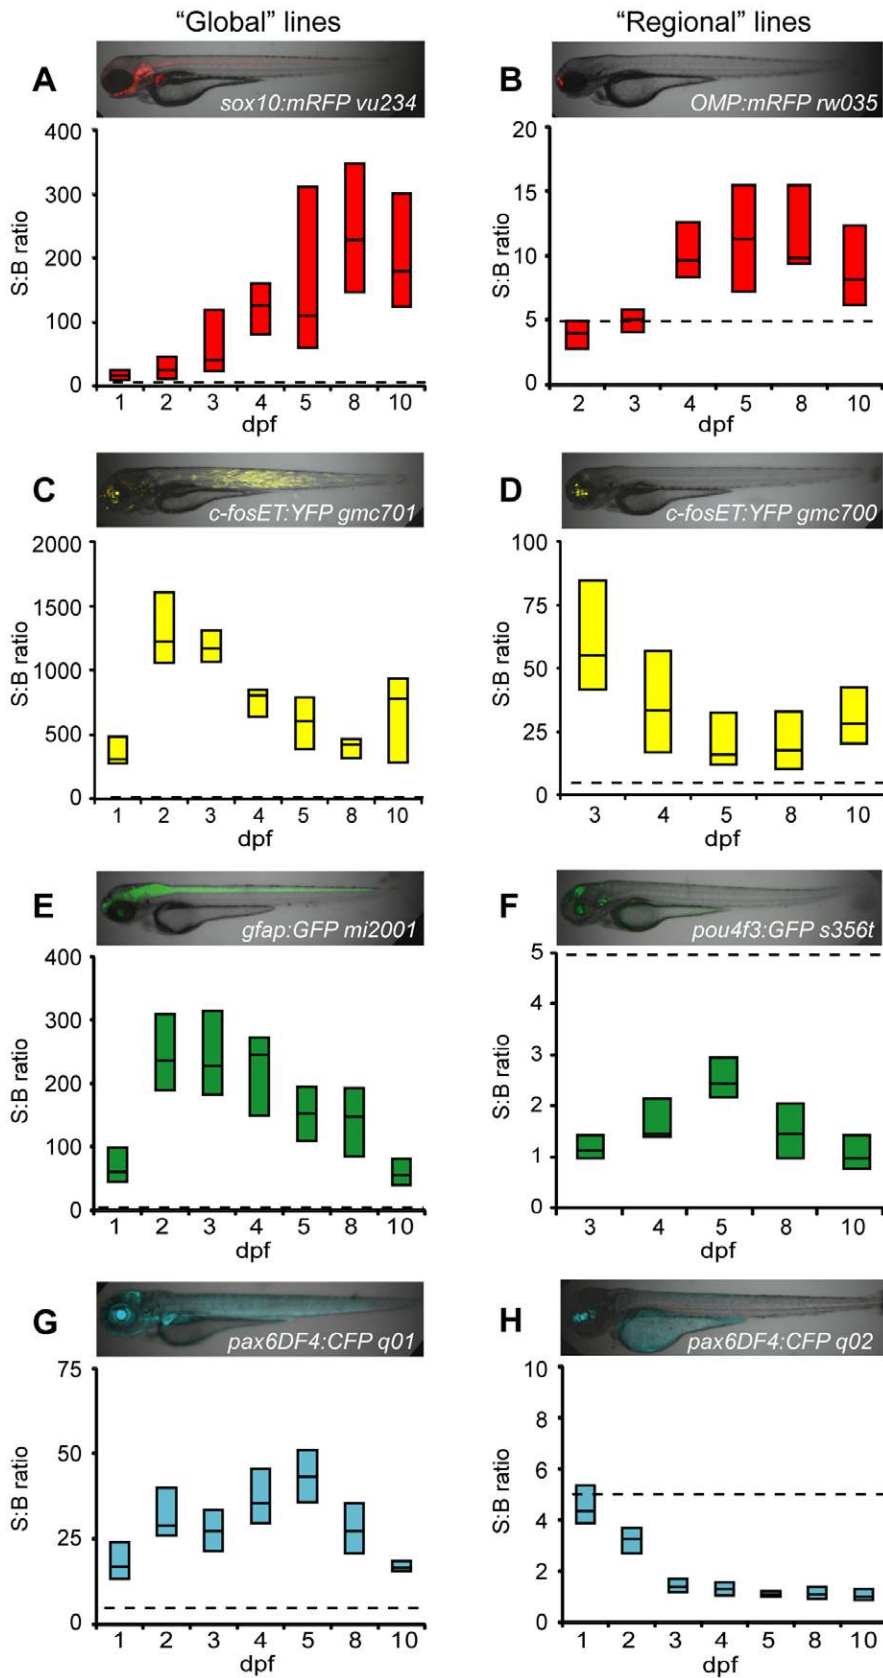 “Global” lines
“Regional” lines
A
sox10:mRFP vu234
400
300
200
100
0
S:B ratio
1 2 3 4 5 8 10
dpf
B
OMP:mRFP rw035
20
15
10
5
0
S:B ratio
2 3 4 5 8 10
dpf
C
c-fosET:YFP gmc701
2000
1500
1000
500
0
S:B ratio
1 2 3 4 5 8 10
dpf
D
c-fosET:YFP gmc700
100
75
50
25
0
S:B ratio
3 4 5 8 10
dpf
E
gfap:GFP mi2001
400
300
200
100
0
S:B ratio
1 2 3 4 5 8 10
dpf
F
pou4f3:GFP s356t
5
4
3
2
1
0
S:B ratio
3 4 5 8 10
dpf
G
pax6DF4:CFP q01
75
50
25
0
S:B ratio
1 2 3 4 5 8 10
dpf
H
pax6DF4:CFP q02
10
8
6
4
2
0
S:B ratio
1 2 3 4 5 8 10
dpf